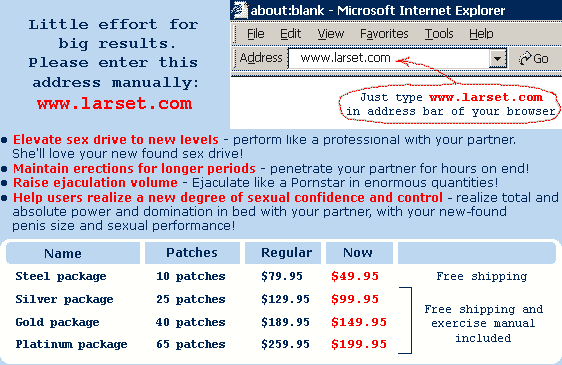 Little effort for
big results.
Please enter this
address manually:
www.larset.com
about:blank - Microsoft Internet Explorer
File Edit View Favorites Tools Help
Address www.larset.com Go
Just type www.larset.com
in address bar of your browser
• Elevate sex drive to new levels - perform like a professional with your partner.
She'll love your new found sex drive!
• Maintain erections for longer periods - penetrate your partner for hours on end!
• Raise ejaculation volume - Ejaculate like a Pornstar in enormous quantities!
• Help users realize a new degree of sexual confidence and control - realize total and
absolute power and domination in bed with your partner, with your new-found
penis size and sexual performance!
Name Patches Regular Now
Steel package 10 patches $79.95 $49.95 Free shipping
Silver package 25 patches $129.95 $99.95
Gold package 40 patches $189.95 $149.95
Platinum package 65 patches $259.95 $199.95
Free shipping and
exercise manual
included